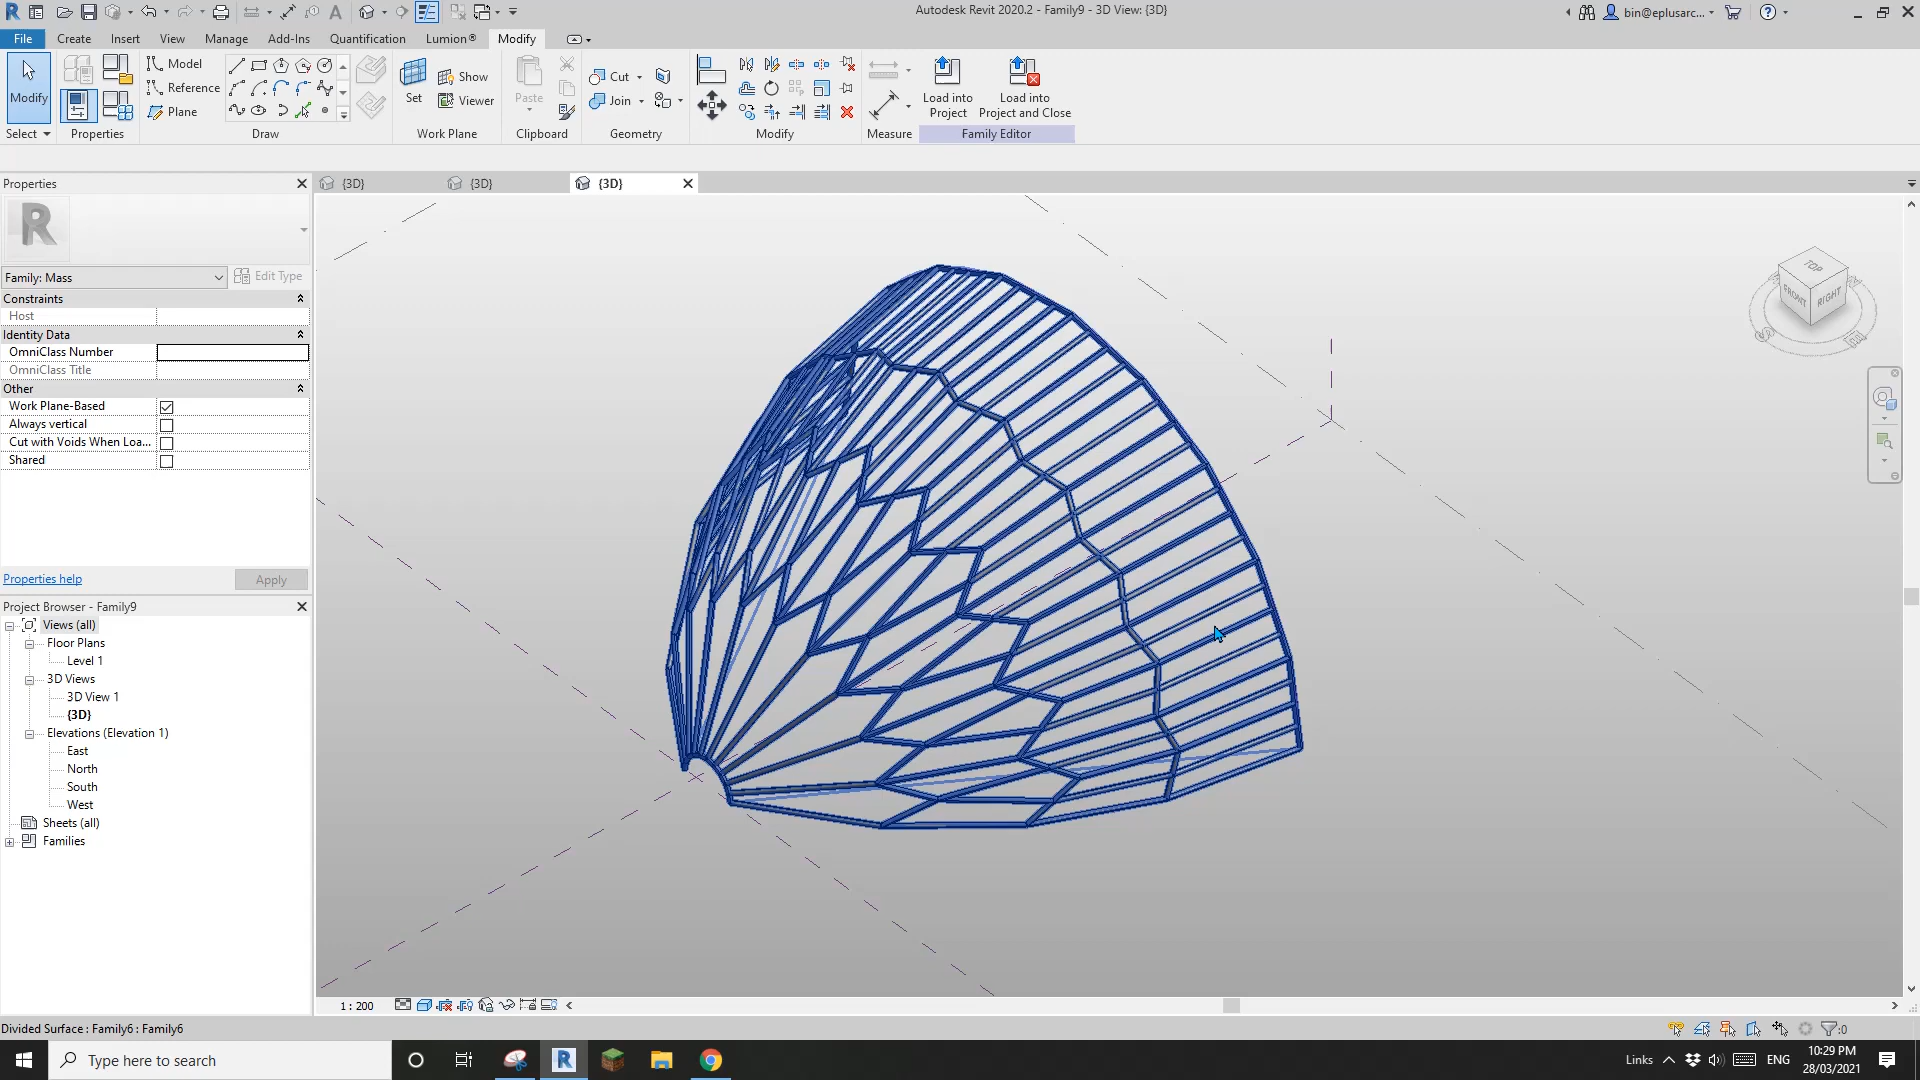 Autodesk Revit 2020.2 - Family9 - 3D View: {3D}
bin@eplusarc...
File
Create
Insert
View
Manage
Add-Ins
Quantification
Lumion®
Modify
Modify
Model
Reference
Plane
Set
Show
Viewer
Paste
Cut
Join
Load into
Project
Load into
Project and Close
Select
Properties
Draw
Work Plane
Clipboard
Geometry
Modify
Measure
Family Editor
Properties
{3D}
{3D}
{3D}
R
Family: Mass
Edit Type
Constraints
Host
Identity Data
OmniClass Number
OmniClass Title
Other
Work Plane-Based
Always vertical
Cut with Voids When Loa...
Shared
Properties help
Apply
TOP
FRONT
RIGHT
S
Project Browser - Family9
Views (all)
Floor Plans
Level 1
3D Views
3D View 1
{3D}
Elevations (Elevation 1)
East
North
South
West
Sheets (all)
Families
1 : 200
Divided Surface : Family6 : Family6
:0
Type here to search
Links
ENG
10:29 PM
28/03/2021